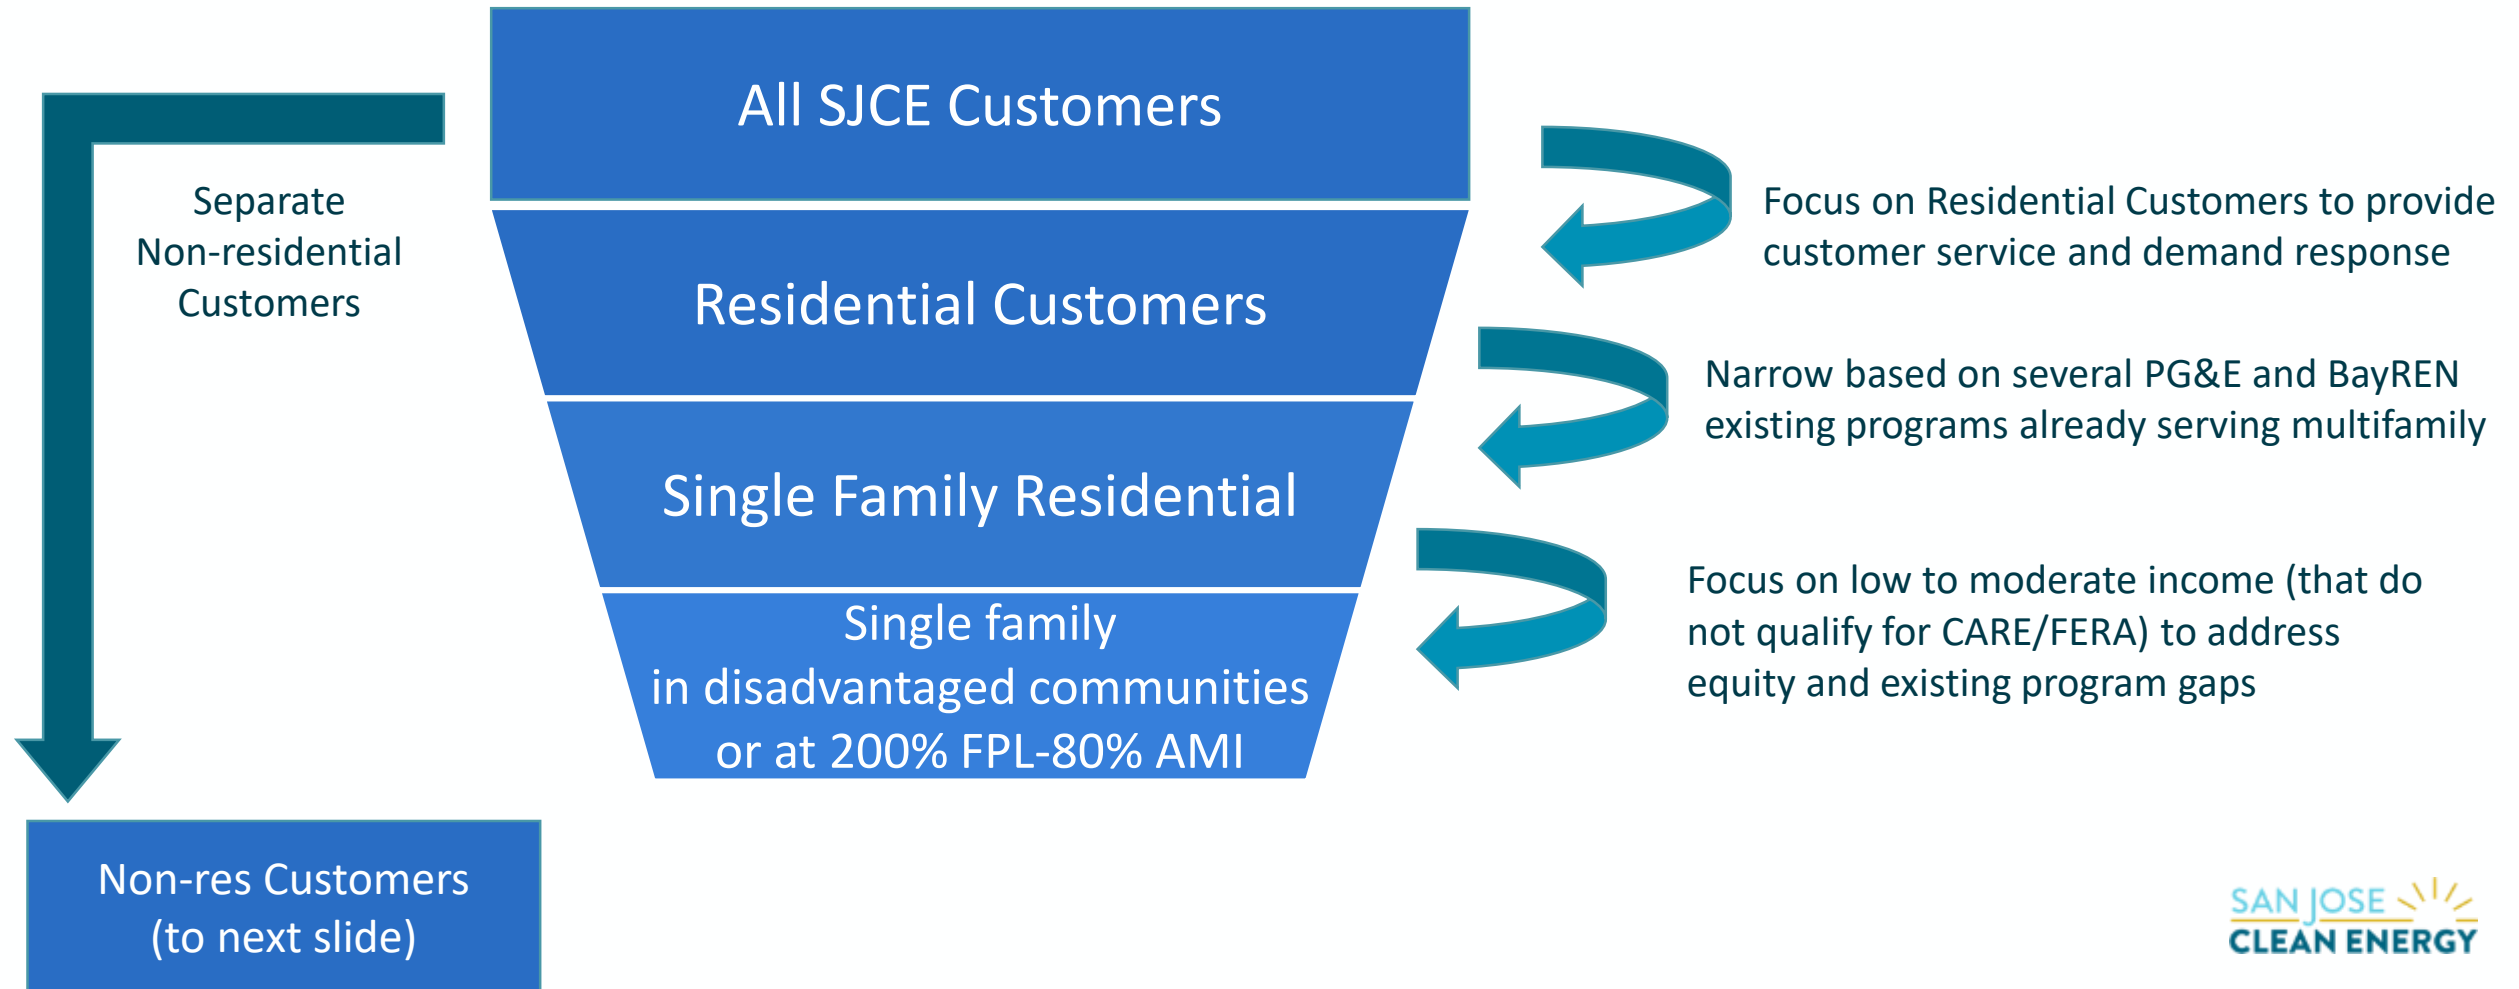 All SJCE Customers
Separate
Non-residential
Customers
Focus on Residential Customers to provide
customer service and demand response
Residential Customers
Narrow based on several PG&E and BayREN
existing programs already serving multifamily
Single Family Residential
Focus on low to moderate income (that do
not qualify for CARE/FERA) to address
equity and existing program gaps
Single family
in disadvantaged communities
or at 200% FPL-80% AMI
Non-res Customers
(to next slide)
SAN JOSE
CLEAN ENERGY